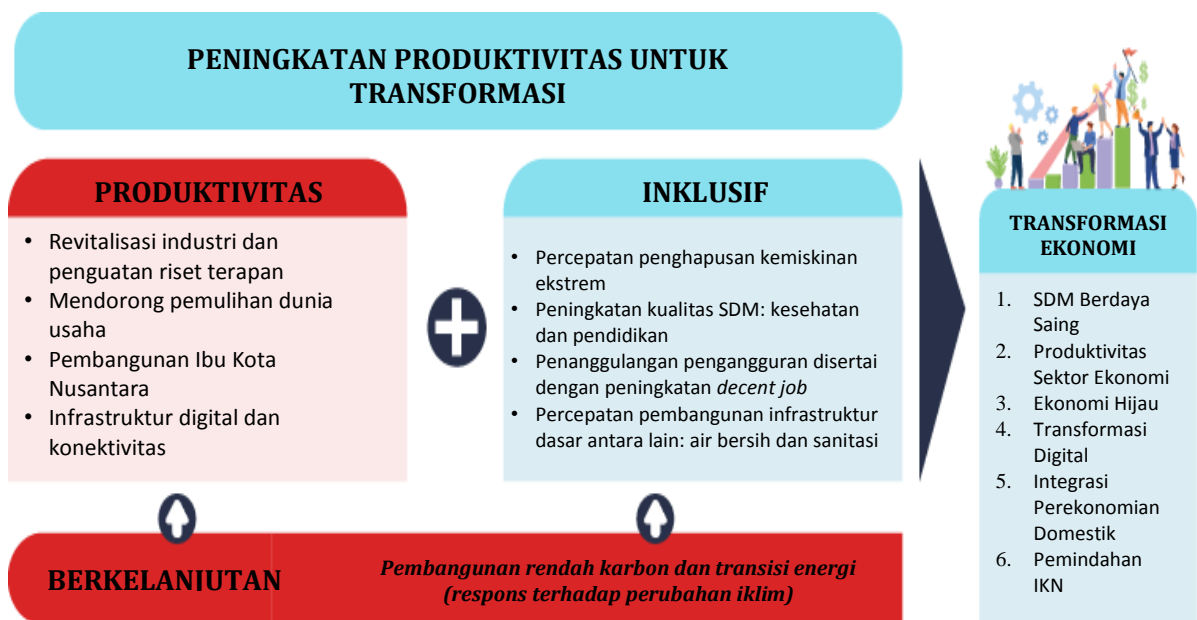 PENINGKATAN PRODUKTIVITAS UNTUK
TRANSFORMASI
PRODUKTIVITAS
• Revitalisasi industri dan
penguatan riset terapan
• Mendorong pemulihan dunia
usaha
• Pembangunan Ibu Kota
Nusantara
• Infrastruktur digital dan
konektivitas
INKLUSIF
• Percepatan penghapusan kemiskinan
ekstrem
• Peningkatan kualitas SDM: kesehatan
dan pendidikan
• Penanggulangan pengangguran disertai
dengan peningkatan decent job
• Percepatan pembangunan infrastruktur
dasar antara lain: air bersih dan sanitasi
BERKELANJUTAN
Pembangunan rendah karbon dan transisi energi
(respons terhadap perubahan iklim)
TRANSFORMASI
EKONOMI
1. SDM Berdaya
Saing
2. Produktivitas
Sektor Ekonomi
3. Ekonomi Hijau
4. Transformasi
Digital
5. Integrasi
Perekonomian
Domestik
6. Pemindahan
IKN